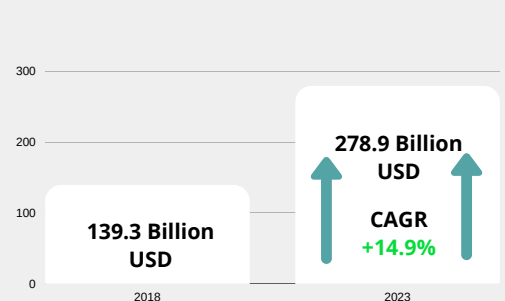 300
200
100
0
139.3 Billion
USD
278.9 Billion
USD
CAGR
+14.9%
2018
2023